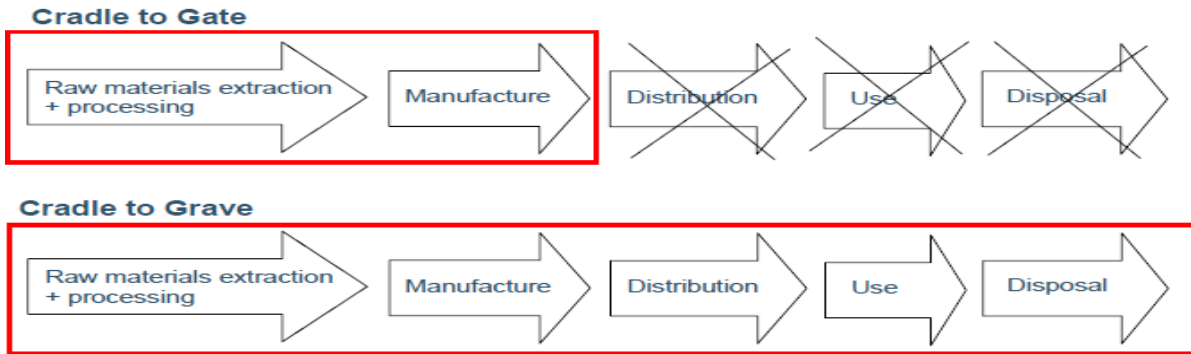 Cradle to Gate
Raw materials extraction
+ processing
Manufacture
Distribution
Use
Disposal
Cradle to Grave
Raw materials extraction
+ processing
Manufacture
Distribution
Use
Disposal